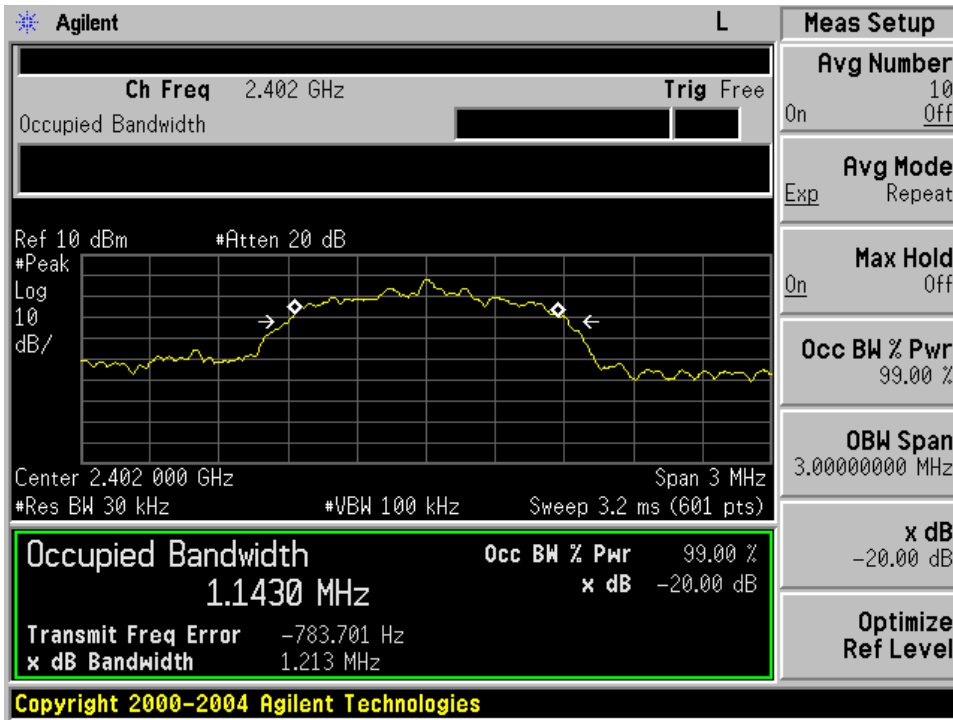 Agilent L Meas Setup
Ch Freq 2.402 GHz Trig Free
Occupied Bandwidth
Avg Number
10
On Off
Avg Mode
Exp Repeat
Max Hold
On Off
Occ BW % Pwr
99.00 %
OBW Span
3.00000000 MHz
x dB
-20.00 dB
Optimize
Ref Level
Ref 10 dBm #Atten 20 dB
#Peak
Log
10
dB/
Center 2.402 000 GHz Span 3 MHz
#Res BW 30 kHz #VBW 100 kHz Sweep 3.2 ms (601 pts)
Occupied Bandwidth Occ BW % Pwr 99.00 %
1.1430 MHz x dB -20.00 dB
Transmit Freq Error -783.701 Hz
x dB Bandwidth 1.213 MHz
Copyright 2000-2004 Agilent Technologies